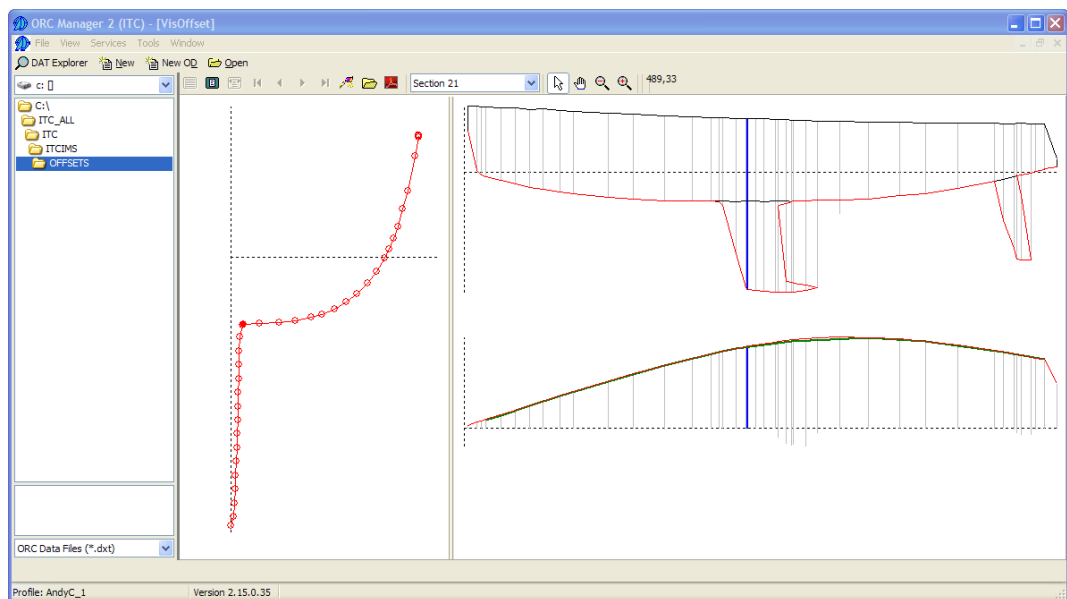 ORC Manager 2 (ITC) - [VisOffset]
File View Services Tools Window
DAT Explorer New New OD Open
c: [] Section 21 489,33
C:\
ITC_ALL
ITC
ITCIMS
OFFSETS
ORC Data Files (*.dxt)
Profile: AndyC_1 Version 2.15.0.35